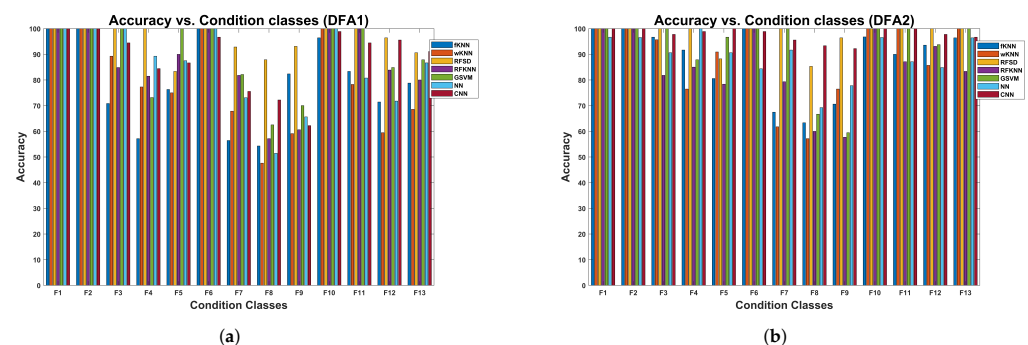 Accuracy vs. Condition classes (DFA1)
100
90
80
70
60
50
40
30
20
10
0
Accuracy
F1 F2 F3 F4 F5 F6 F7 F8 F9 F10 F11 F12 F13
Condition Classes
fKNN
wKNN
RFSD
RFKNN
GSVM
NN
CNN
(a)
Accuracy vs. Condition classes (DFA2)
100
90
80
70
60
50
40
30
20
10
0
Accuracy
F1 F2 F3 F4 F5 F6 F7 F8 F9 F10 F11 F12 F13
Condition Classes
fKNN
wKNN
RFSD
RFKNN
GSVM
NN
CNN
(b)